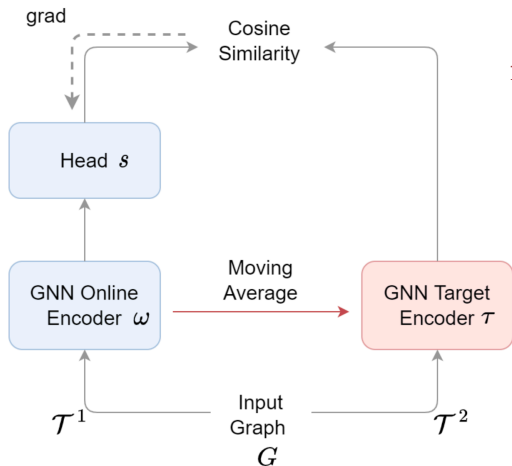 grad
Cosine
Similarity
Head s
GNN Online
Encoder ω
Moving
Average
GNN Target
Encoder τ
𝒯¹
Input
Graph
G
𝒯²